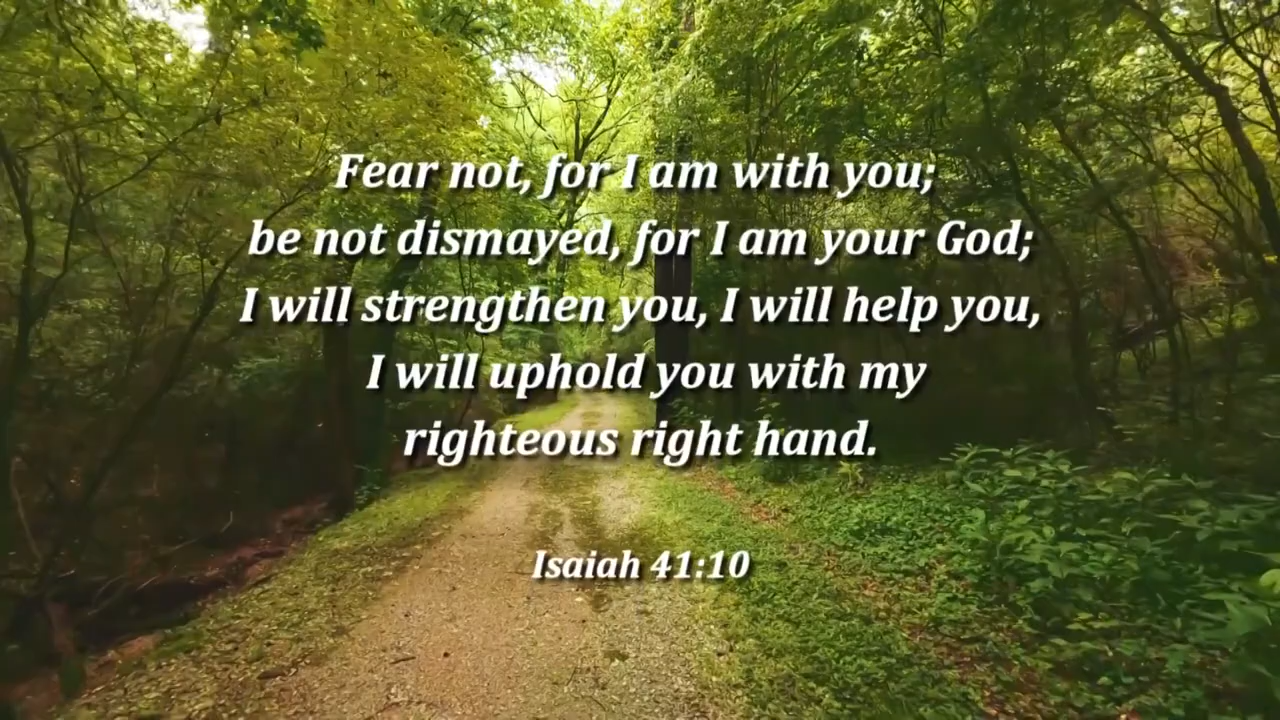 Fear not, for I am with you;
be not dismayed, for I am your God;
I will strengthen you, I will help you,
I will uphold you with my
righteous right hand.
Isaiah 41:10